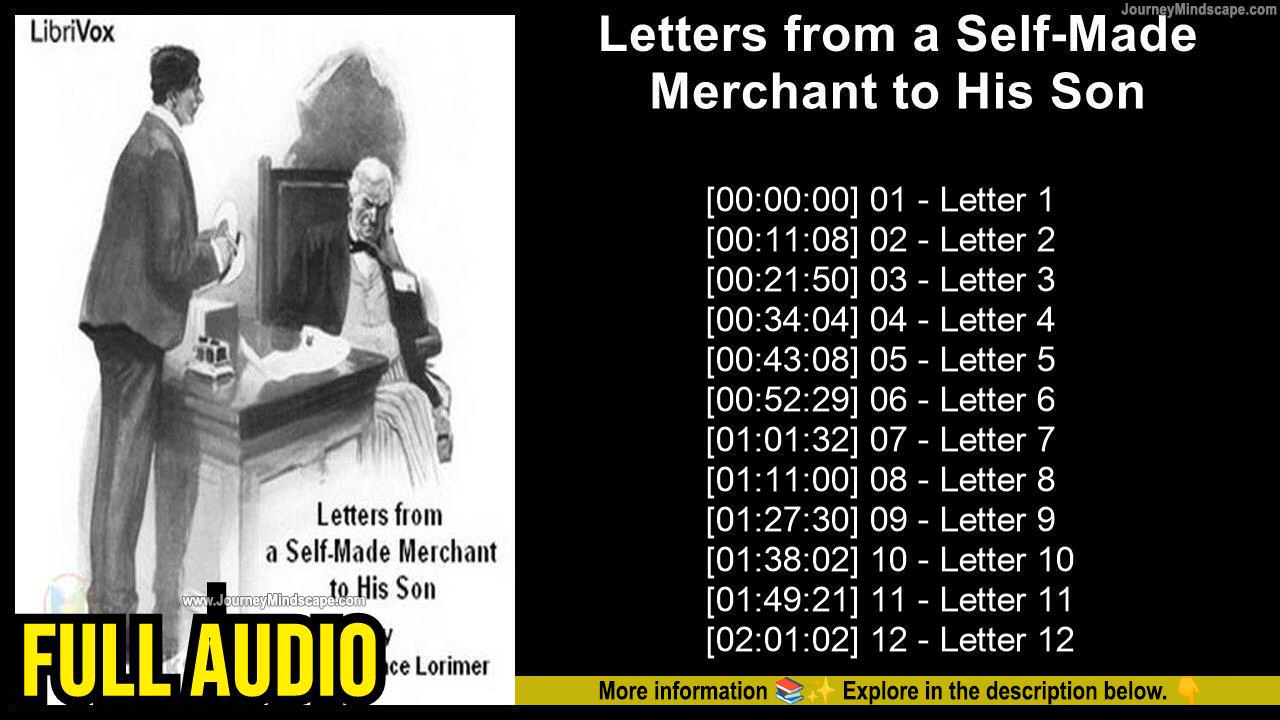 JourneyMindscape.com
LibriVox
Letters from a Self-Made
Merchant to His Son
[00:00:00] 01 - Letter 1
[00:11:08] 02 - Letter 2
[00:21:50] 03 - Letter 3
[00:34:04] 04 - Letter 4
[00:43:08] 05 - Letter 5
[00:52:29] 06 - Letter 6
[01:01:32] 07 - Letter 7
[01:11:00] 08 - Letter 8
[01:27:30] 09 - Letter 9
[01:38:02] 10 - Letter 10
[01:49:21] 11 - Letter 11
[02:01:02] 12 - Letter 12
Letters from
a Self-Made Merchant
to His Son
www.JourneyMindscape.com
Lorimer
FULL AUDIO
More information 📚✨ Explore in the description below. 👇